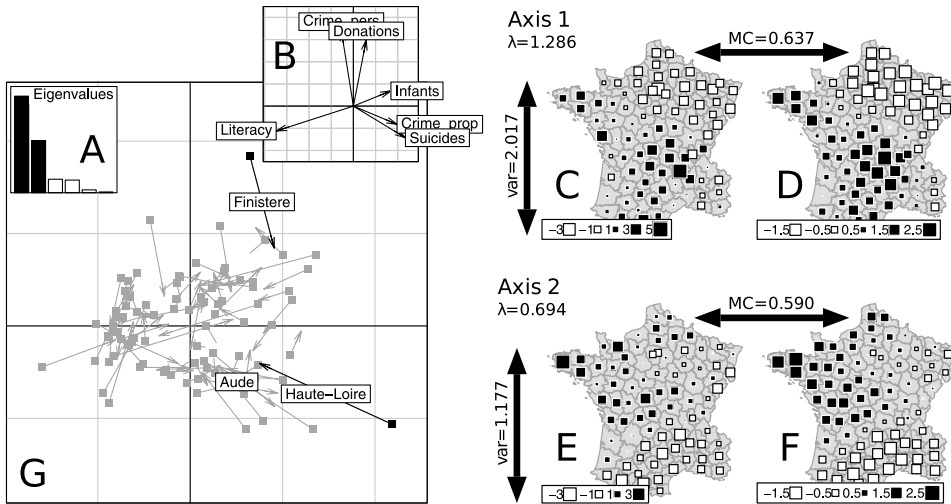 Eigenvalues
A
B
Crime_pers
Donations
Infants
Literacy
Crime_prop
Suicides
Finistere
Aude
Haute-Loire
G
Axis 1
λ=1.286
MC=0.637
var=2.017
C
D
−3 −1 1 3 5
−1.5 −0.5 0.5 1.5 2.5
Axis 2
λ=0.694
MC=0.590
var=1.177
E
F
−3 −1 1 3
−1.5 −0.5 0.5 1.5 2.5